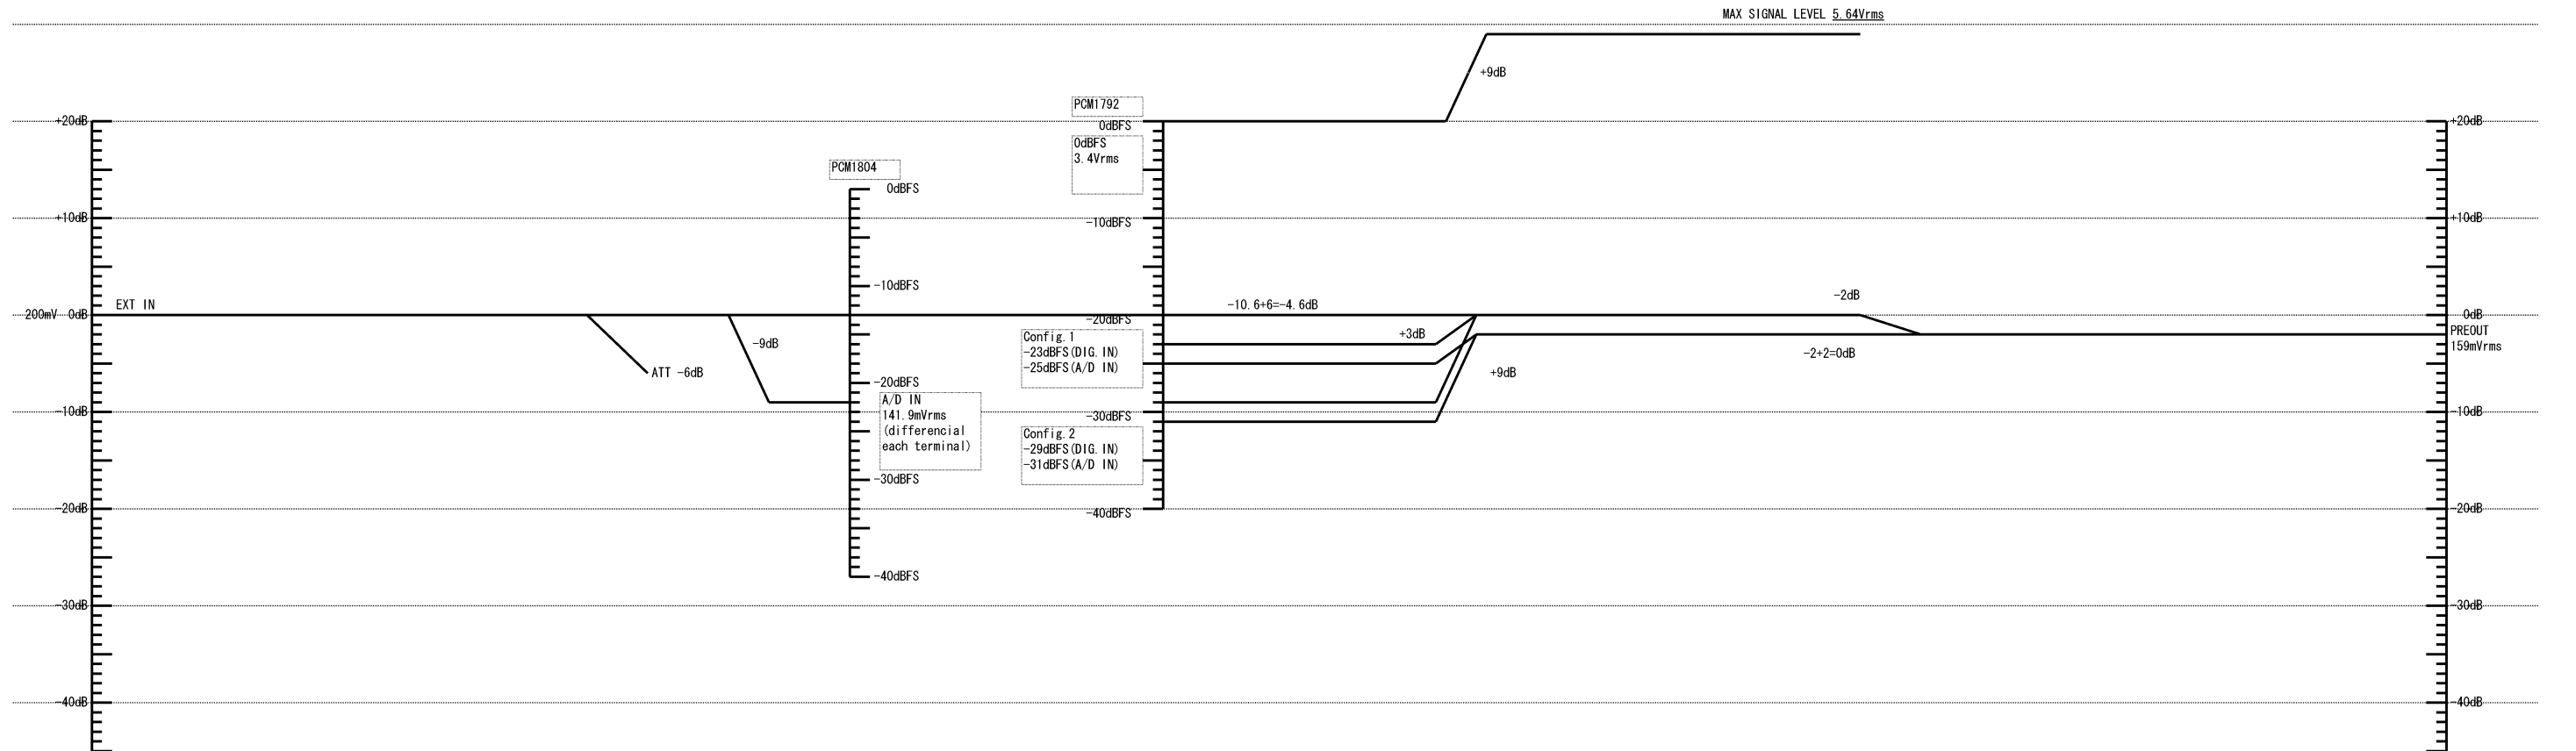 MAX SIGNAL LEVEL 5.64Vrms
+9dB
PCM1792
+20dB
0dBFS
+20dB
0dBFS
3.4Vrms
PCM1804
0dBFS
+10dB
-10dBFS
+10dB
-10dBFS
EXT IN
-10.6+6=-4.6dB
-2dB
200mV 0dB
-20dBFS
0dB
PREOUT
159mVrms
-9dB
Config.1
-23dBFS(DIG.IN)
-25dBFS(A/D IN)
+3dB
-2+2=0dB
ATT -6dB
+9dB
-20dBFS
A/D IN
141.9mVrms
(differencial
each terminal)
-10dB
-30dBFS
-10dB
Config.2
-29dBFS(DIG.IN)
-31dBFS(A/D IN)
-30dBFS
-20dB
-40dBFS
-20dB
-40dBFS
-30dB
-30dB
-40dB
-40dB